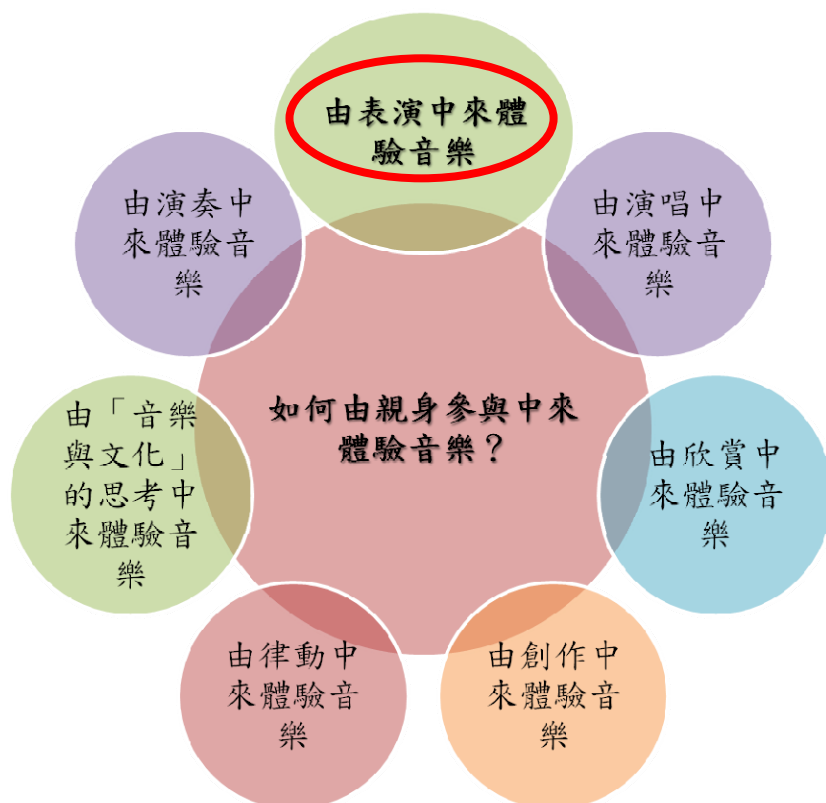 由表演中來體
驗音樂
由演奏中
來體驗音
樂
由演唱中
來體驗音
樂
如何由親身參與中來
體驗音樂？
由「音樂
與文化」
的思考中
來體驗音
樂
由欣賞中
來體驗音
樂
由律動中
來體驗音
樂
由創作中
來體驗音
樂